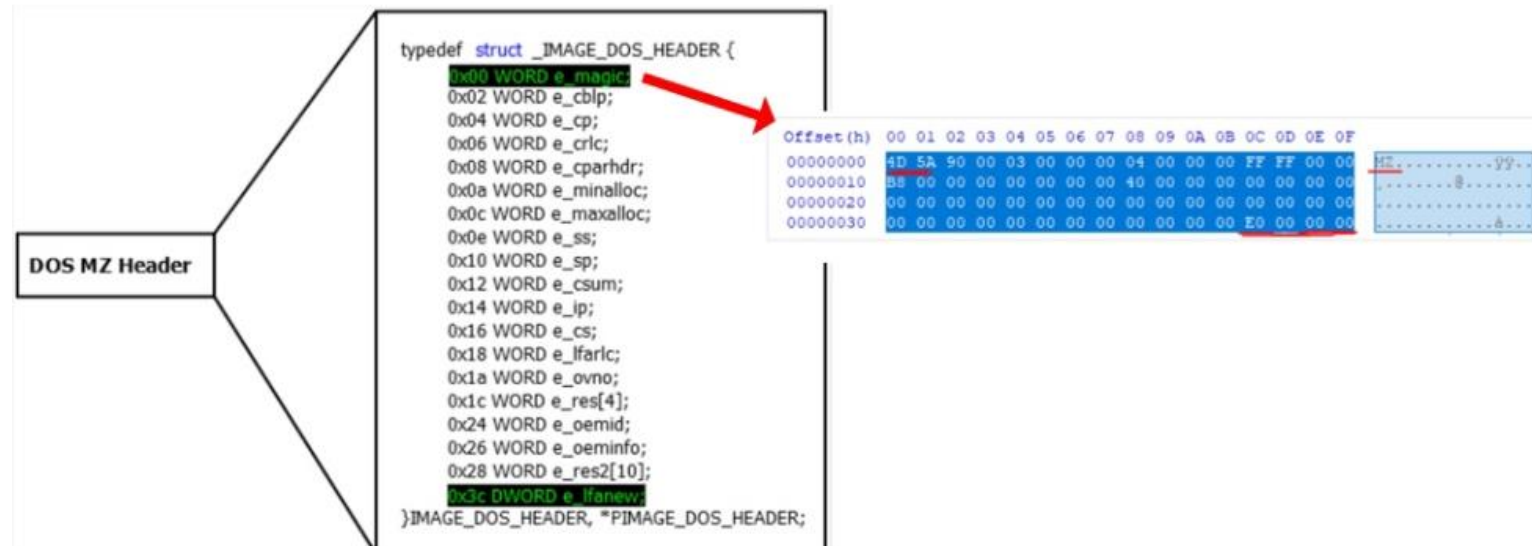 DOS MZ Header
typedef struct _IMAGE_DOS_HEADER {
0x00 WORD e_magic;
0x02 WORD e_cblp;
0x04 WORD e_cp;
0x06 WORD e_crlc;
0x08 WORD e_cparhdr;
0x0a WORD e_minalloc;
0x0c WORD e_maxalloc;
0x0e WORD e_ss;
0x10 WORD e_sp;
0x12 WORD e_csum;
0x14 WORD e_ip;
0x16 WORD e_cs;
0x18 WORD e_lfarlc;
0x1a WORD e_ovno;
0x1c WORD e_res[4];
0x24 WORD e_oemid;
0x26 WORD e_oeminfo;
0x28 WORD e_res2[10];
0x3c DWORD e_lfanew;
}IMAGE_DOS_HEADER, *PIMAGE_DOS_HEADER;
Offset(h) 00 01 02 03 04 05 06 07 08 09 0A 0B 0C 0D 0E 0F
00000000 4D 5A 90 00 03 00 00 00 04 00 00 00 FF FF 00 00 MZ..........ÿÿ..
00000010 B8 00 00 00 00 00 00 00 40 00 00 00 00 00 00 00 ........@.......
00000020 00 00 00 00 00 00 00 00 00 00 00 00 00 00 00 00 ................
00000030 00 00 00 00 00 00 00 00 00 00 00 00 E0 00 00 00 ............à...